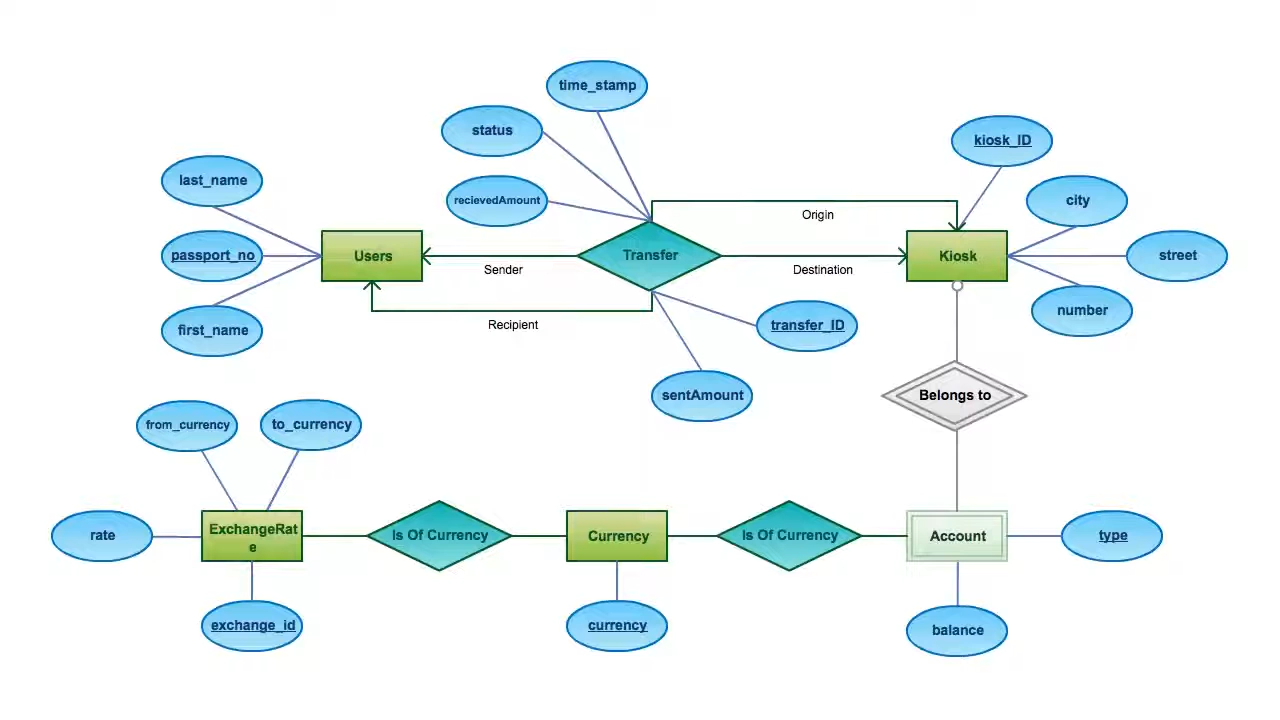 time_stamp
status
kiosk_ID
last_name
recievedAmount
city
Origin
passport_no
Users
Transfer
Kiosk
street
Sender
Destination
number
first_name
Recipient
transfer_ID
sentAmount
Belongs to
from_currency
to_currency
rate
ExchangeRat
e
Is Of Currency
Currency
Is Of Currency
Account
type
exchange_id
currency
balance